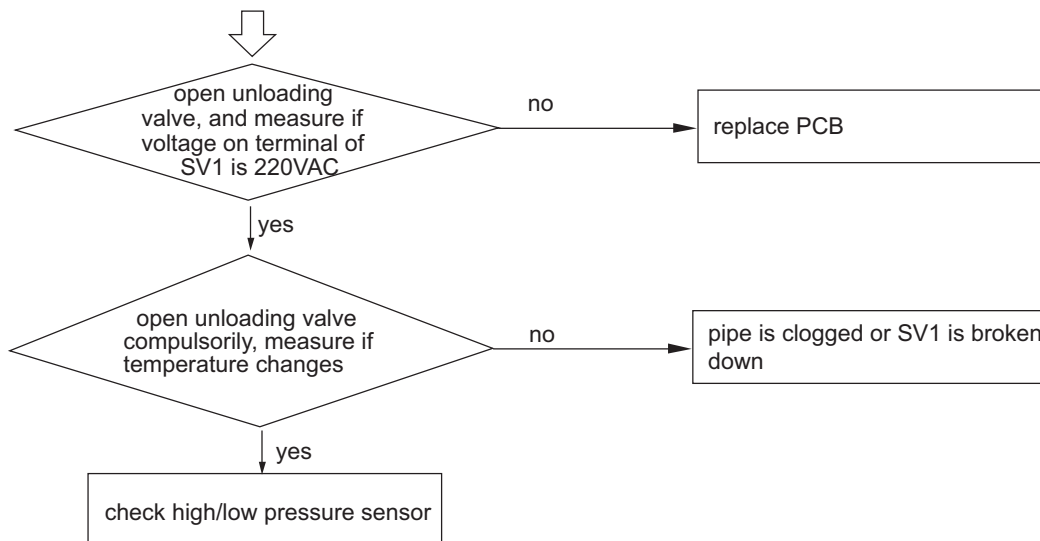 open unloading
valve, and measure if
voltage on terminal of
SV1 is 220VAC
no
replace PCB
yes
open unloading valve
compulsorily, measure if
temperature changes
no
pipe is clogged or SV1 is broken
down
yes
check high/low pressure sensor